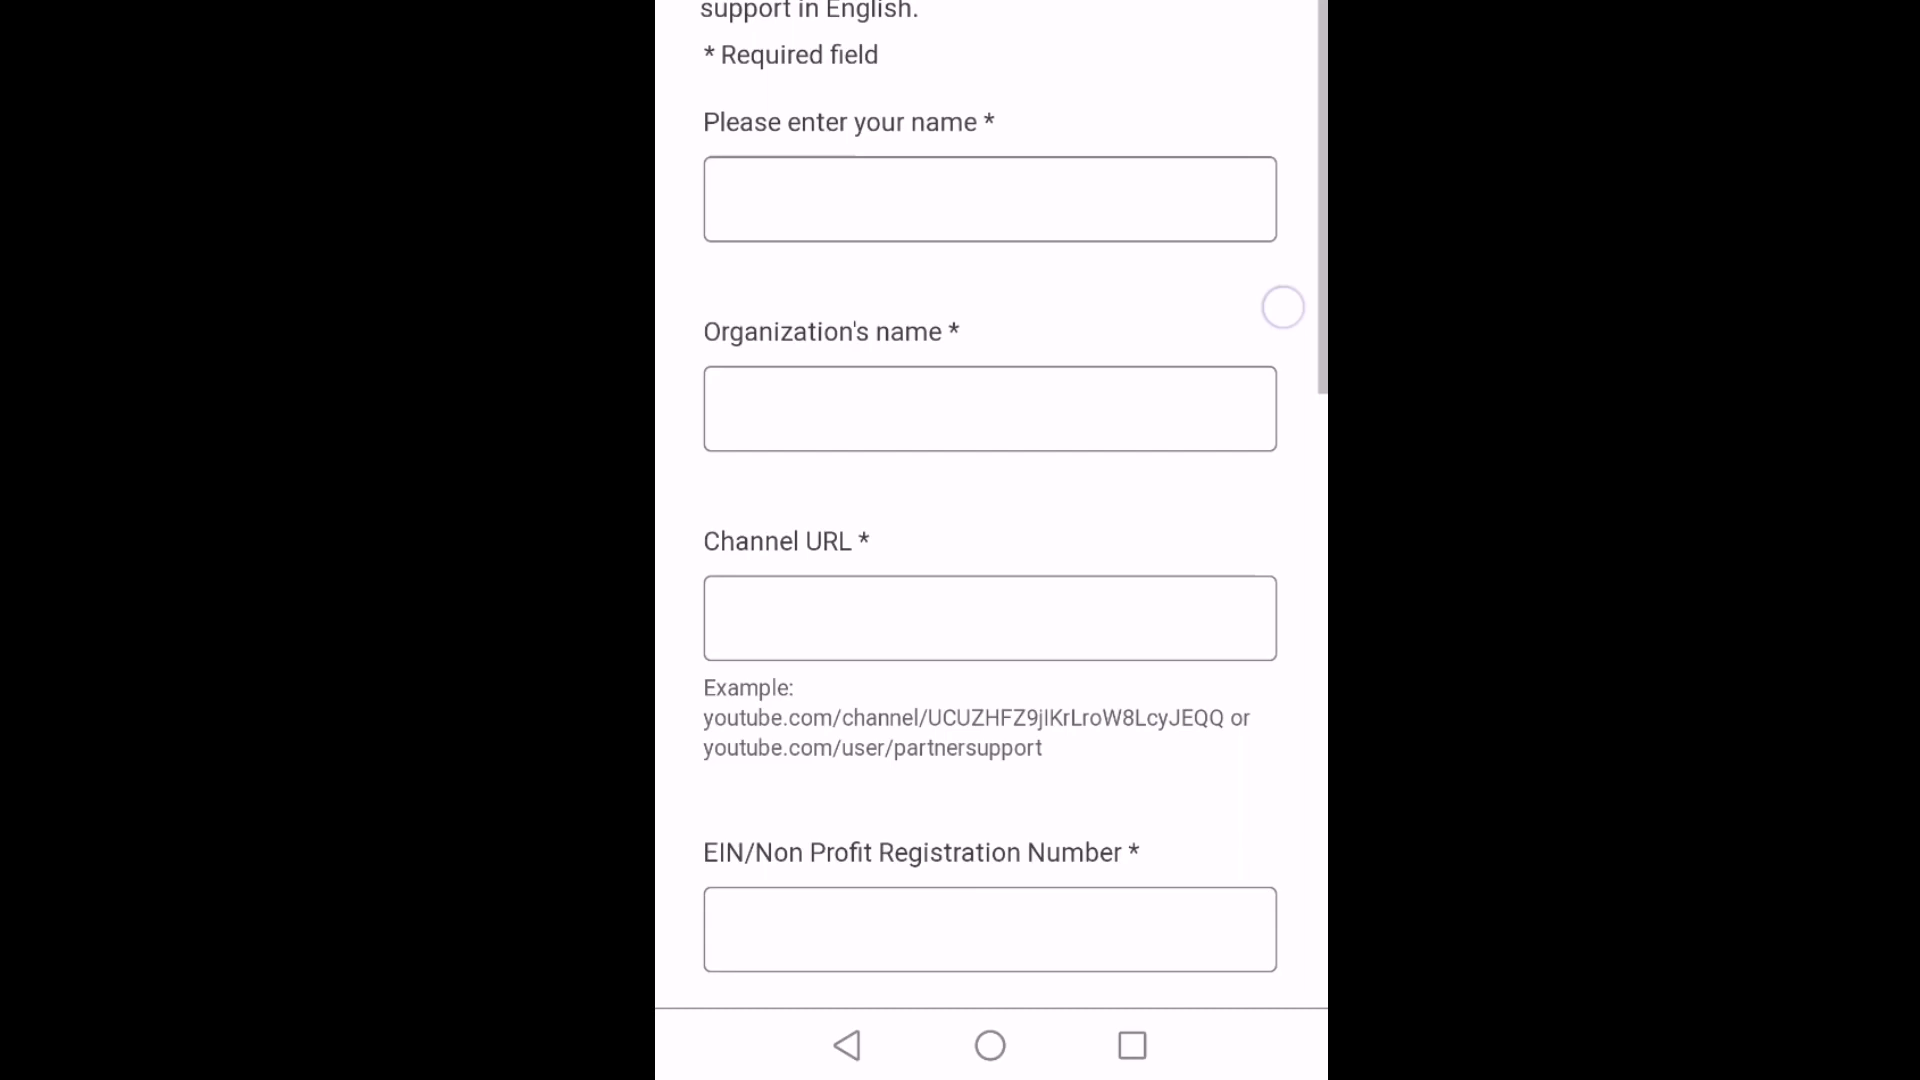 support in English.
* Required field
Please enter your name *
Organization's name *
Channel URL *
Example:
youtube.com/channel/UCUZHFZ9jIKrLroW8LcyJEQQ or
youtube.com/user/partnersupport
EIN/Non Profit Registration Number *